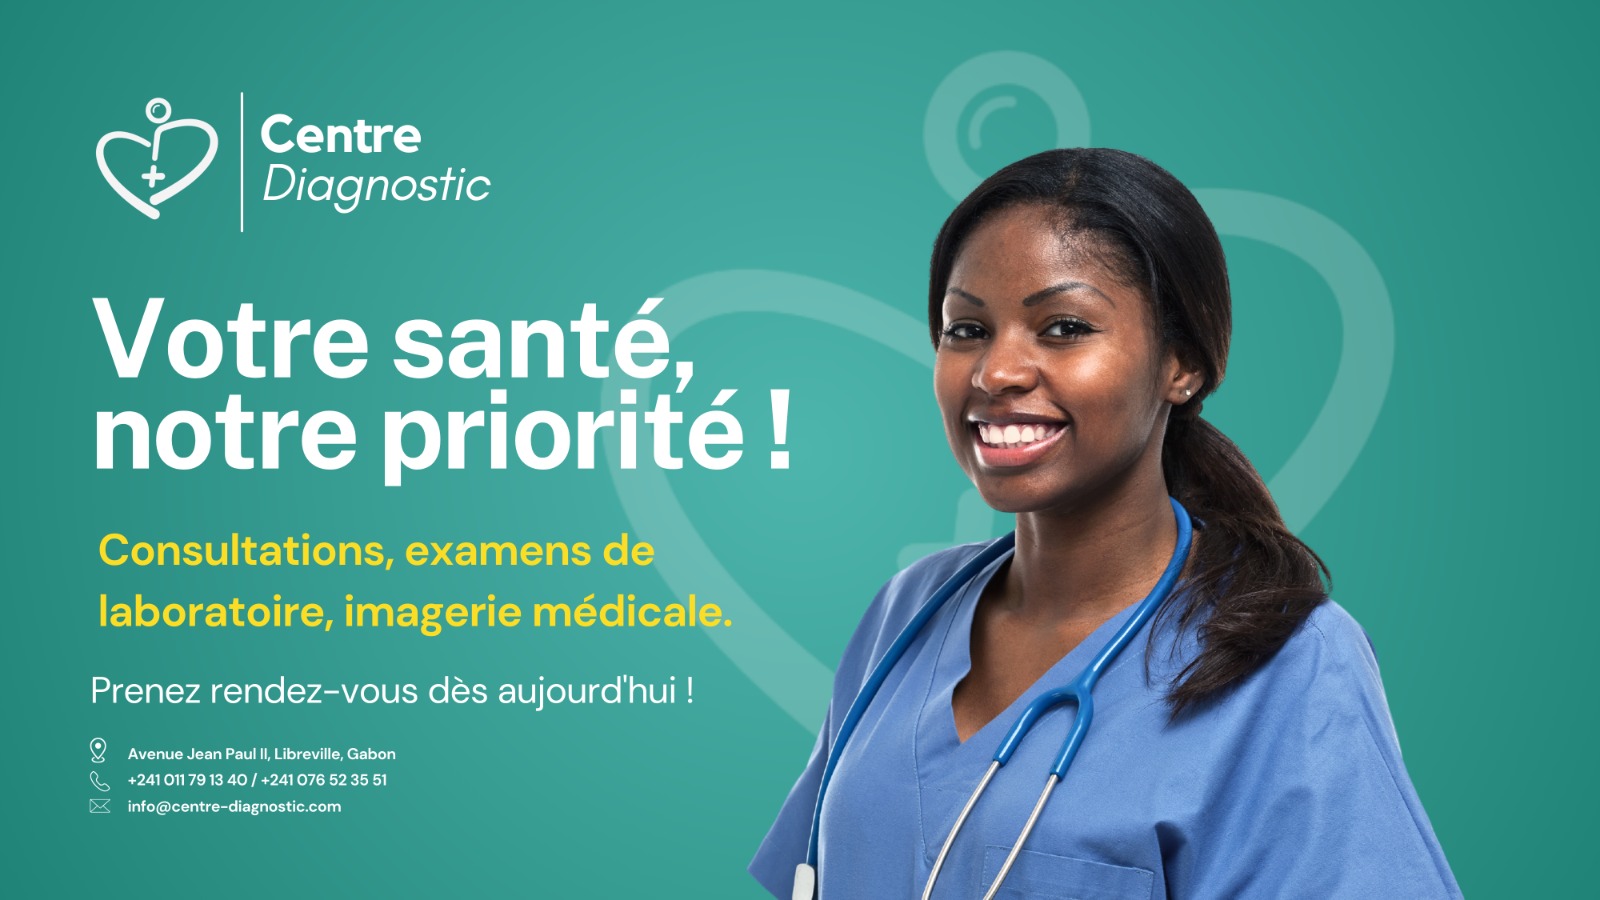 Centre
Diagnostic
Votre santé,
notre priorité !
Consultations, examens de
laboratoire, imagerie médicale.
Prenez rendez-vous dès aujourd'hui !
Avenue Jean Paul II, Libreville, Gabon
+241 011 79 13 40 / +241 076 52 35 51
info@centre-diagnostic.com